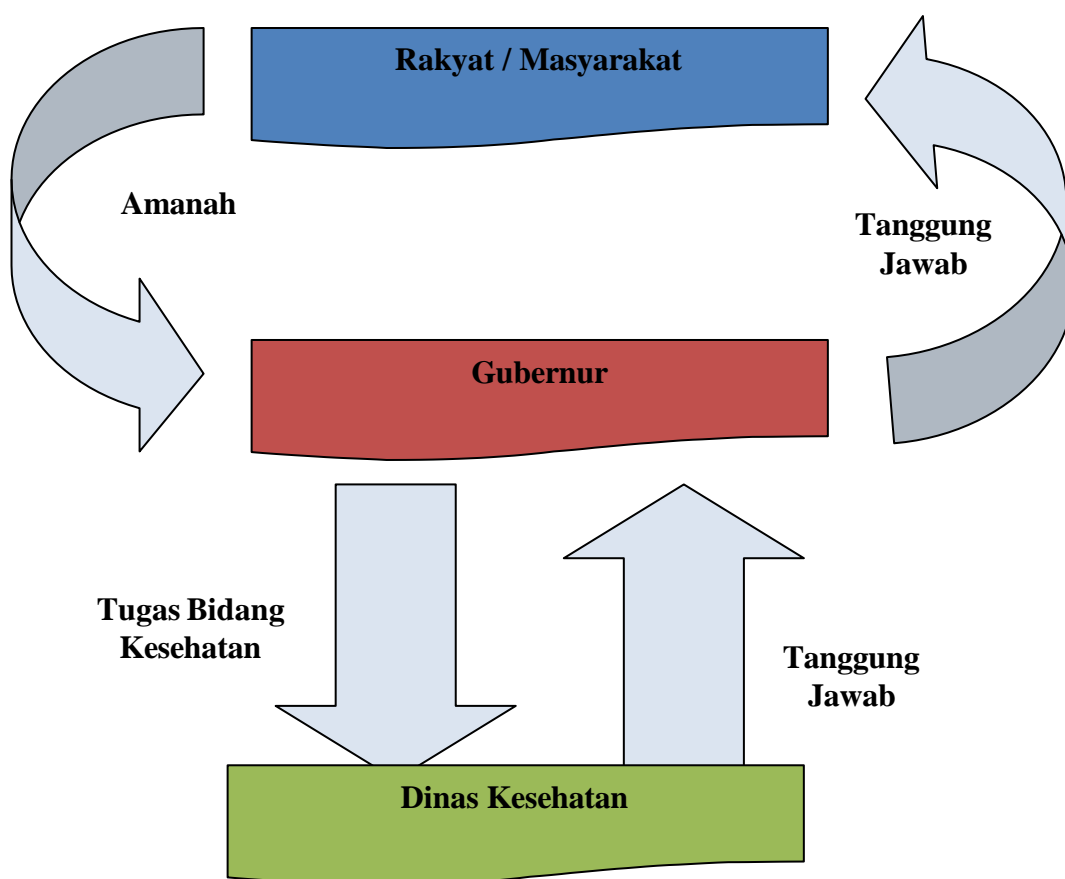 Rakyat / Masyarakat
Amanah
Tanggung
Jawab
Gubernur
Tugas Bidang
Kesehatan
Tanggung
Jawab
Dinas Kesehatan